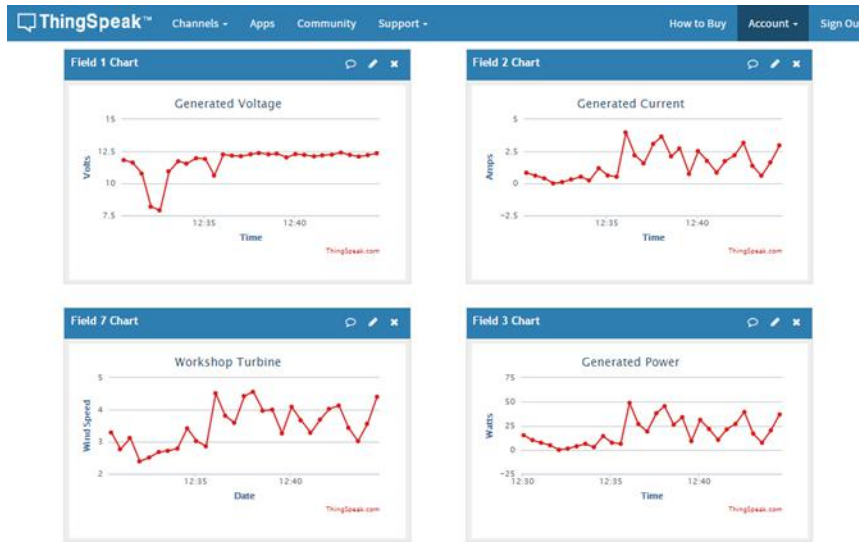 ThingSpeak™ Channels Apps Community Support How to Buy Account Sign Ou
Field 1 Chart
Generated Voltage
15
12.5
10
7.5
Volts
12:35 12:40
Time
ThingSpeak.com
Field 2 Chart
Generated Current
5
2.5
0
-2.5
Amps
12:35 12:40
Time
ThingSpeak.com
Field 7 Chart
Workshop Turbine
5
4
3
2
Wind Speed
12:35 12:40
Date
ThingSpeak.com
Field 3 Chart
Generated Power
75
50
25
0
-25
Watts
12:30 12:35 12:40
Time
ThingSpeak.com